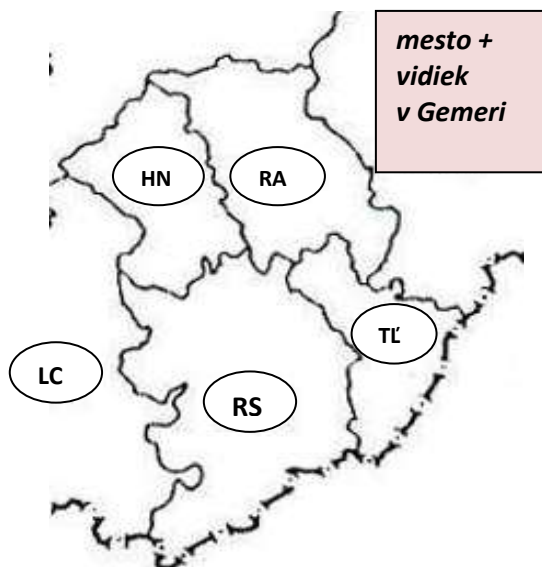 mesto +
vidiek
v Gemeri
HN
RA
TĽ
LC
RS